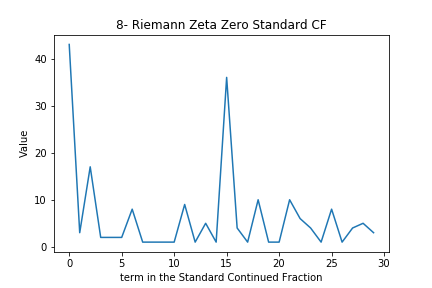 8- Riemann Zeta Zero Standard CF
Value
40
30
20
10
0
0 5 10 15 20 25 30
term in the Standard Continued Fraction